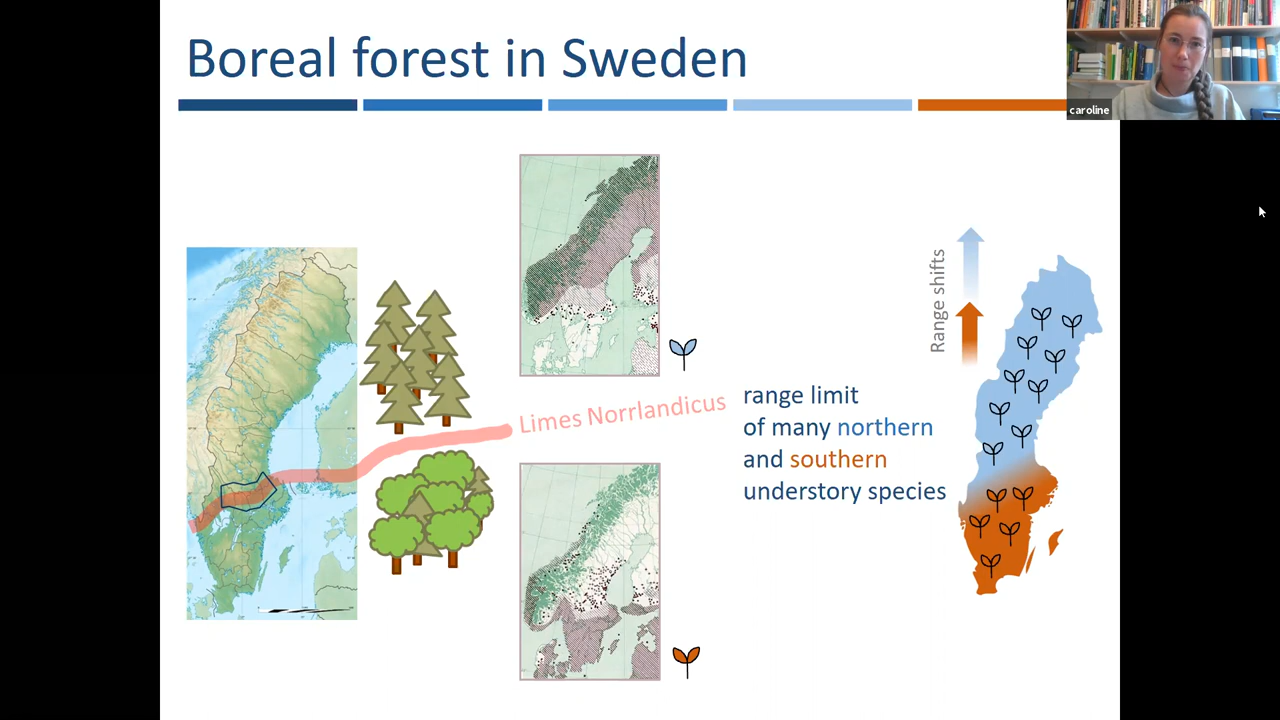 Boreal forest in Sweden
caroline
Limes Norrlandicus
range limit
of many northern
and southern
understory species
Range shifts